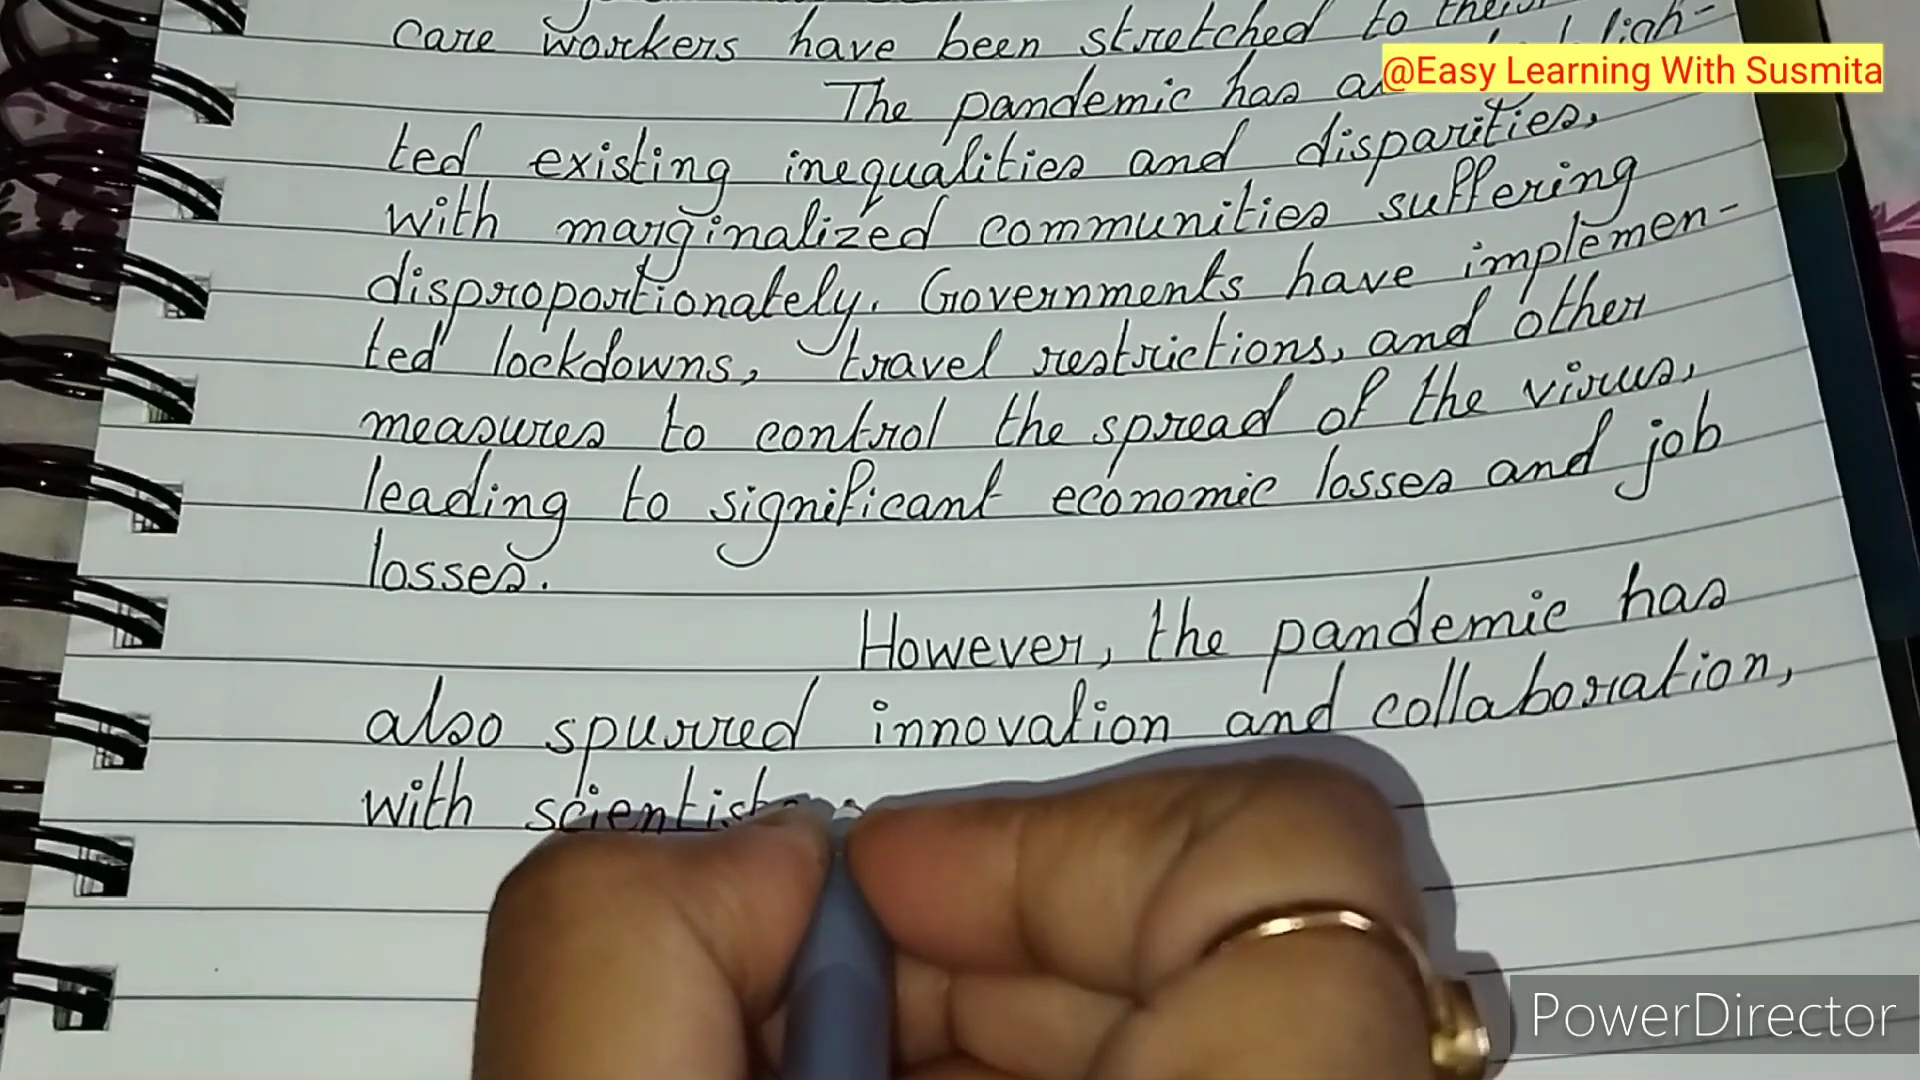 care workers have been stretched to their
@Easy Learning With Susmita
The pandemic has
ted existing inequalities and disparities,
with marginalized communities suffering
disproportionately. Governments have implemen-
ted lockdowns, travel restrictions, and other
measures to control the spread of the virus,
leading to significant economic losses and job
losses.
However, the pandemic has
also spurred innovation and collaboration,
with scientists
PowerDirector